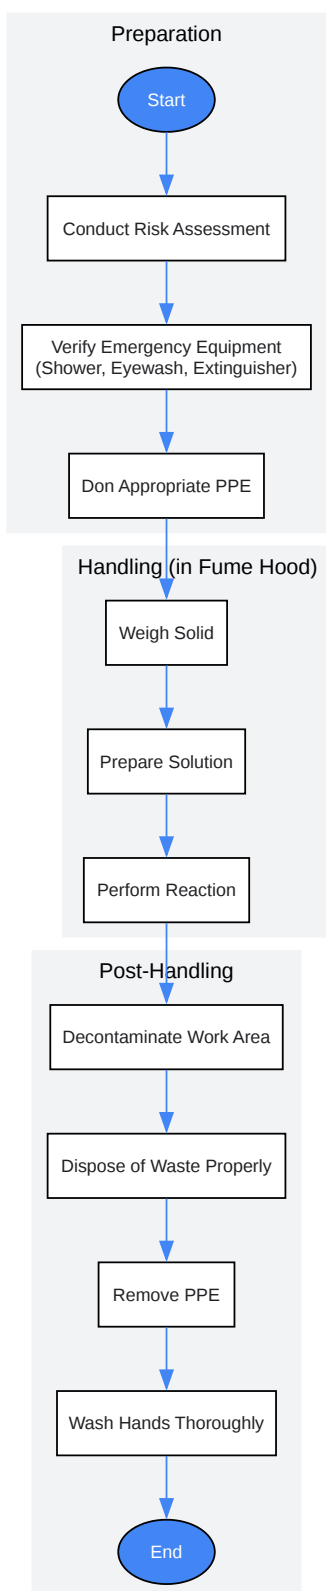 Preparation
Start
Conduct Risk Assessment
Verify Emergency Equipment
(Shower, Eyewash, Extinguisher)
Don Appropriate PPE
Handling (in Fume Hood)
Weigh Solid
Prepare Solution
Perform Reaction
Post-Handling
Decontaminate Work Area
Dispose of Waste Properly
Remove PPE
Wash Hands Thoroughly
End